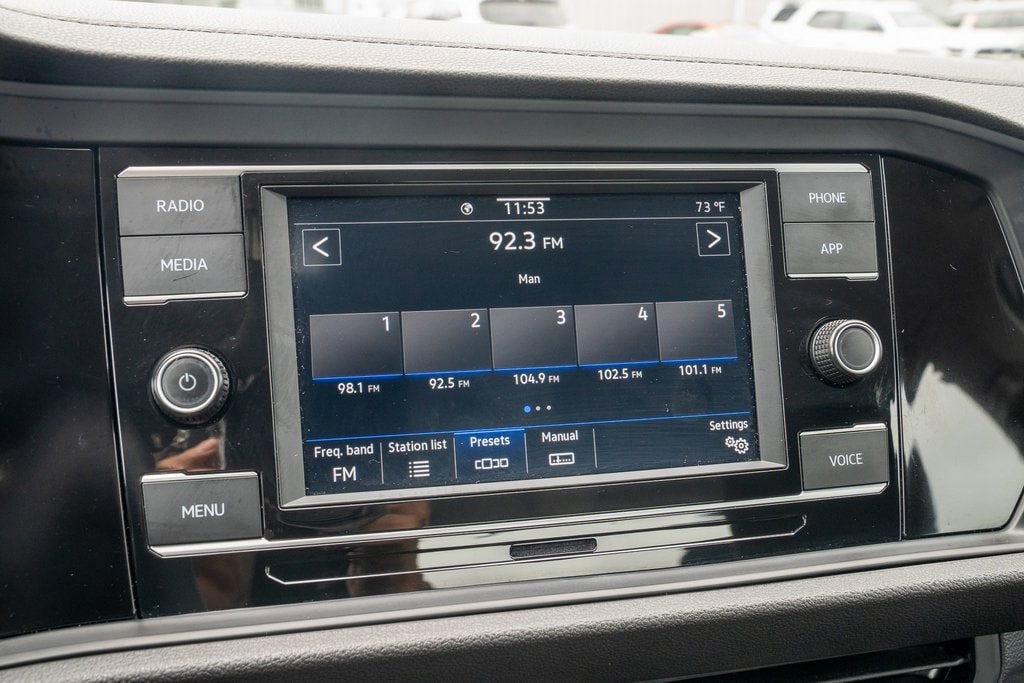 RADIO
MEDIA
MENU
11:53
73 °F
92.3 FM
Man
1 2 3 4 5
98.1 FM 92.5 FM 104.9 FM 102.5 FM 101.1 FM
Freq. band Station list Presets Manual Settings
FM
PHONE
APP
VOICE